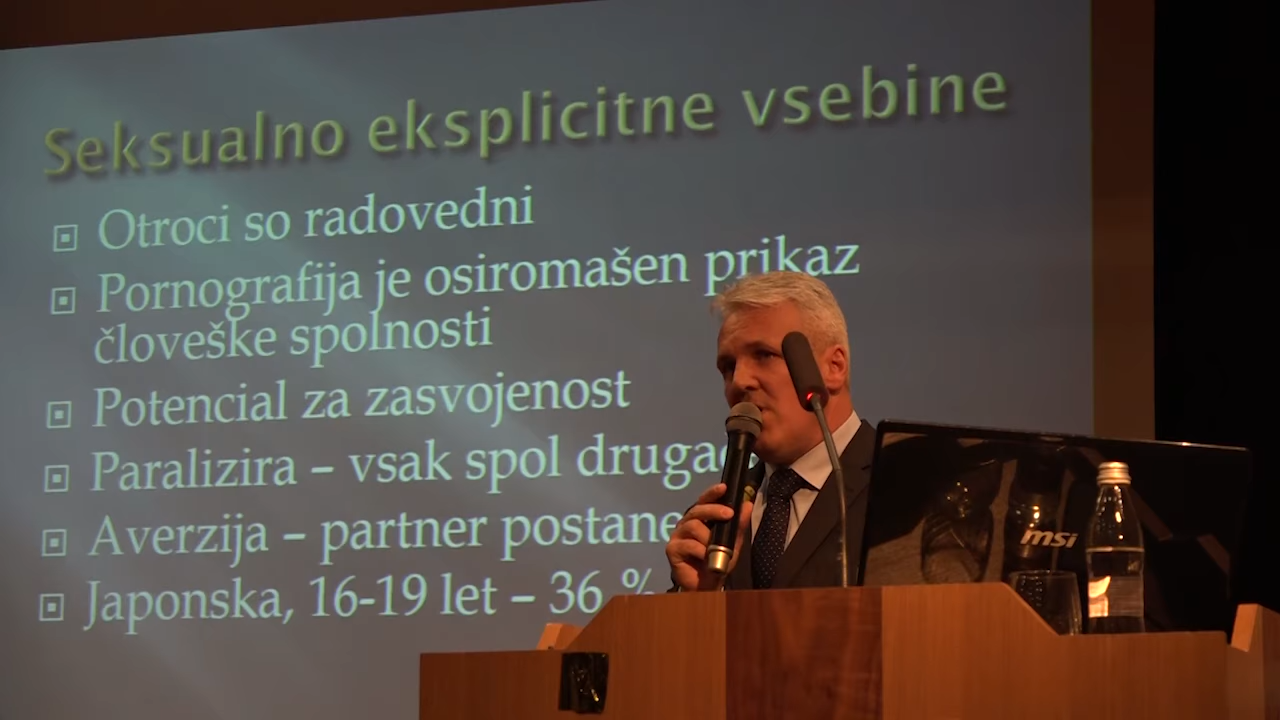 Seksualno eksplicitne vsebine
Otroci so radovedni
Pornografija je osiromašen prikaz
človeške spolnosti
Potencial za zasvojenost
Paralizira – vsak spol
Averzija – partner postane
Japonska, 16-19 let – 36 %
msi